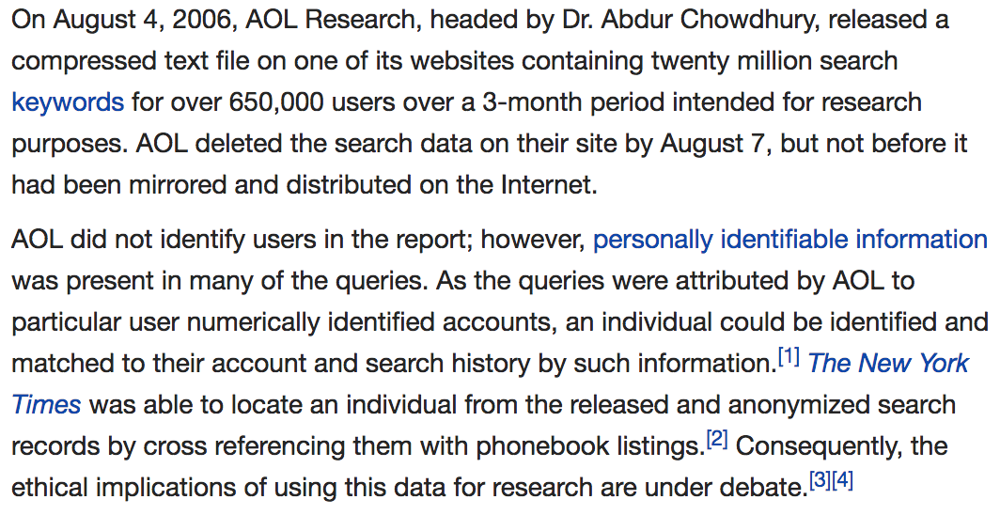 On August 4, 2006, AOL Research, headed by Dr. Abdur Chowdhury, released a
compressed text file on one of its websites containing twenty million search
keywords for over 650,000 users over a 3-month period intended for research
purposes. AOL deleted the search data on their site by August 7, but not before it
had been mirrored and distributed on the Internet.
AOL did not identify users in the report; however, personally identifiable information
was present in many of the queries. As the queries were attributed by AOL to
particular user numerically identified accounts, an individual could be identified and
matched to their account and search history by such information.[1] The New York
Times was able to locate an individual from the released and anonymized search
records by cross referencing them with phonebook listings.[2] Consequently, the
ethical implications of using this data for research are under debate.[3][4]